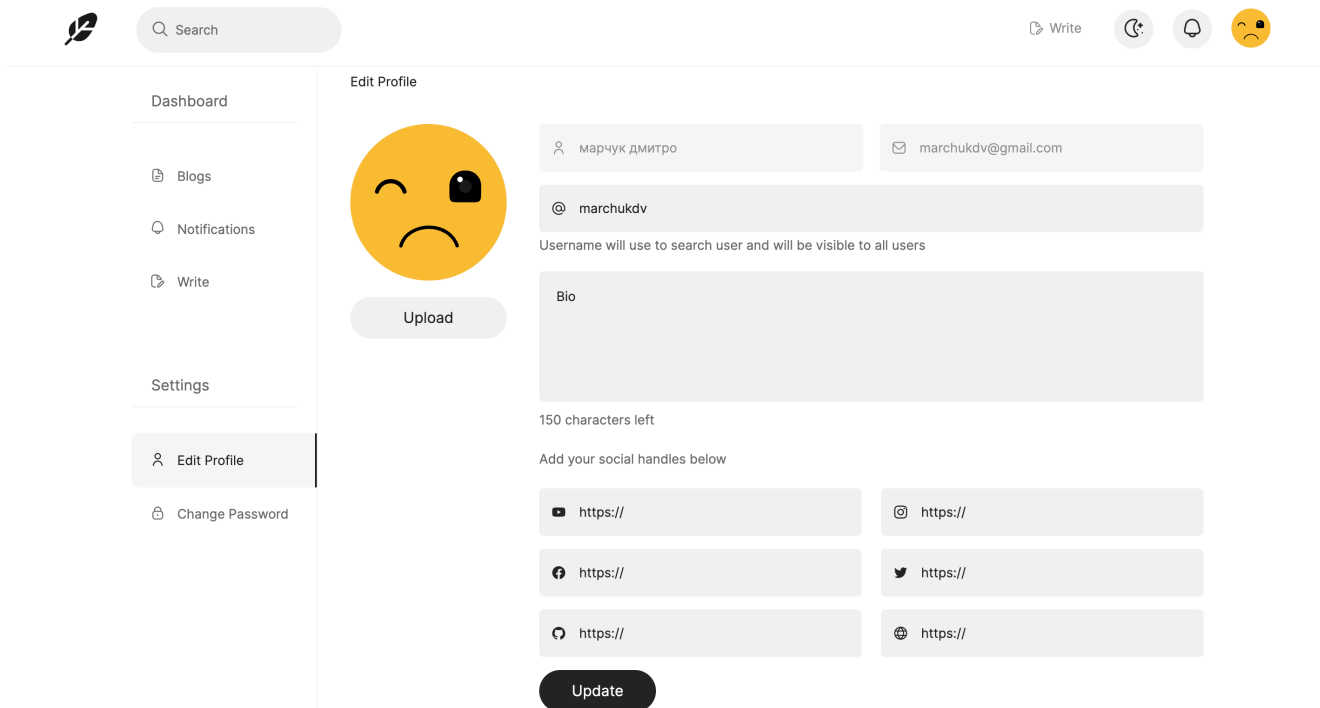 Search
Write
Dashboard
Blogs
Notifications
Write
Settings
Edit Profile
Change Password
Edit Profile
Upload
марчук дмитро
marchukdv@gmail.com
marchukdv
Username will use to search user and will be visible to all users
Bio
150 characters left
Add your social handles below
https://
https://
https://
https://
https://
https://
Update